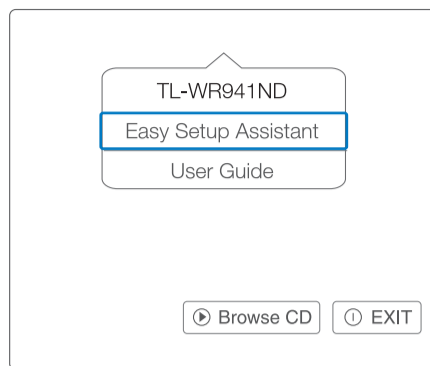 TL-WR941ND
Easy Setup Assistant
User Guide
Browse CD EXIT